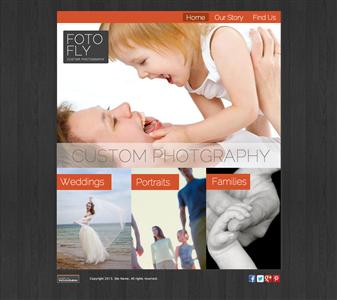 Home Our Story Find Us
FOTO
FLY
CUSTOM PHOTOGRAPHY
CUSTOM PHOTGRAPHY
Weddings Portraits Families
Copyright 2013. Site Name. All rights reserved.